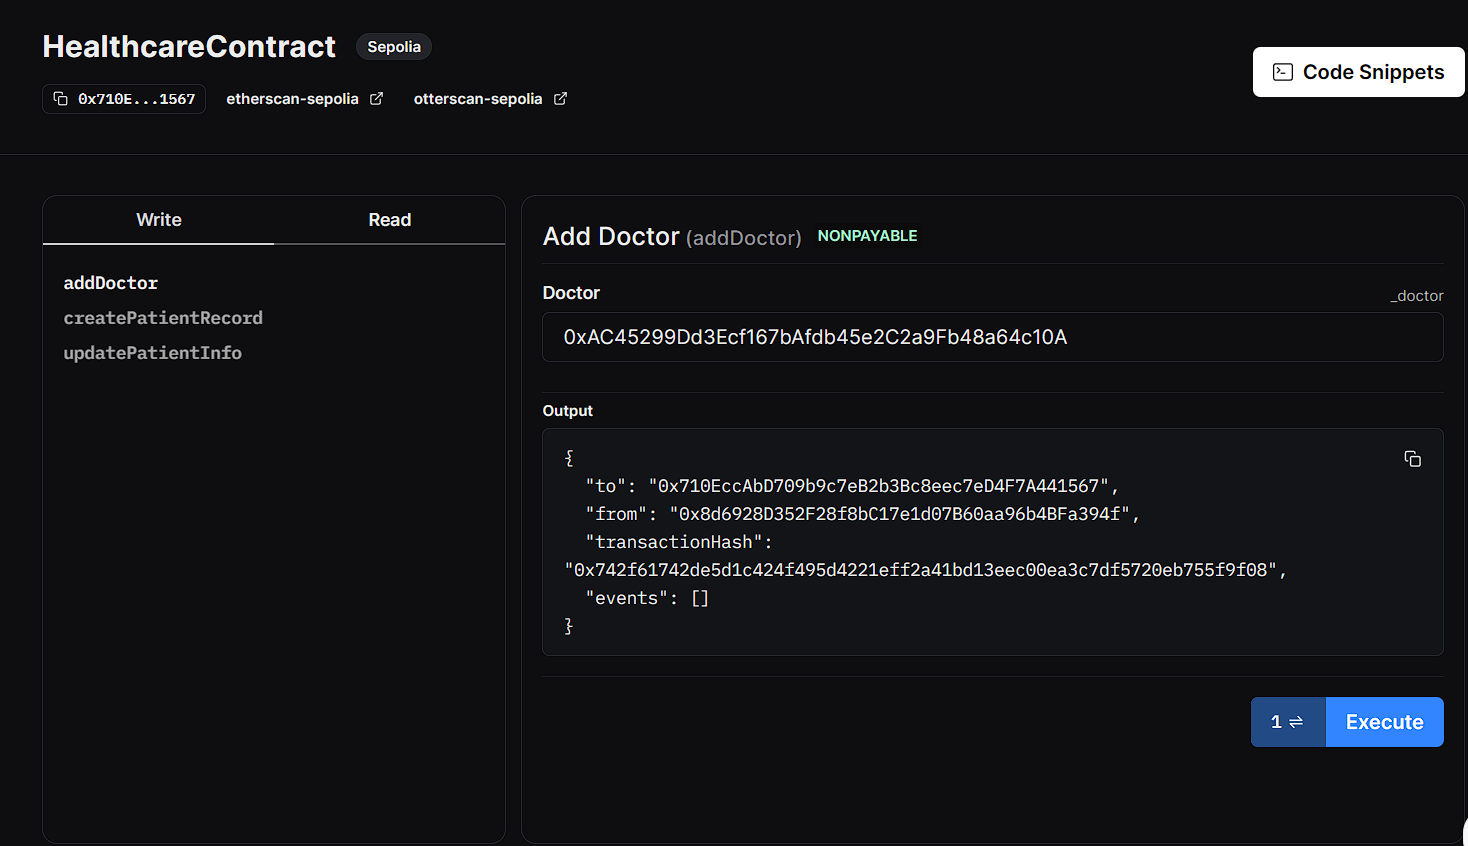 HealthcareContract Sepolia
0x710E...1567 etherscan-sepolia otterscan-sepolia
Code Snippets
Write Read
addDoctor
createPatientRecord
updatePatientInfo
Add Doctor (addDoctor) NONPAYABLE
Doctor _doctor
0xAC45299Dd3Ecf167bAfdb45e2C2a9Fb48a64c10A
Output
{
"to": "0x710EccAbD709b9c7eB2b3Bc8eec7eD4F7A441567",
"from": "0x8d6928D352F28f8bC17e1d07B60aa96b4BFa394f",
"transactionHash":
"0x742f61742de5d1c424f495d4221eff2a41bd13eec00ea3c7df5720eb755f9f08",
"events": []
}
1 ⇌ Execute